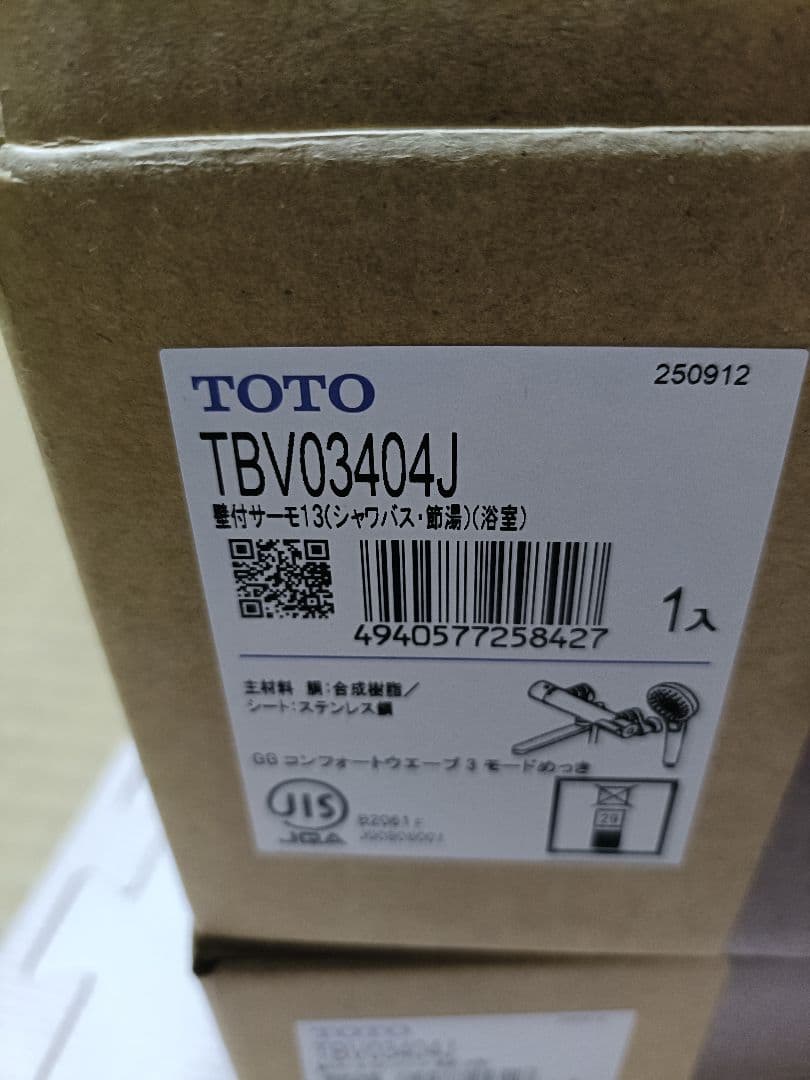 TOTO
250912
TBV03404J
壁付サーモ13(シャワバス・節湯)(浴室)
4940577258427
1入
主材料 胴:合成樹脂/
シート:ステンレス鋼
GG コンフォートウエーブ3モードめっき
JIS
JQA
B2061
29
TOTO
TBV03404J